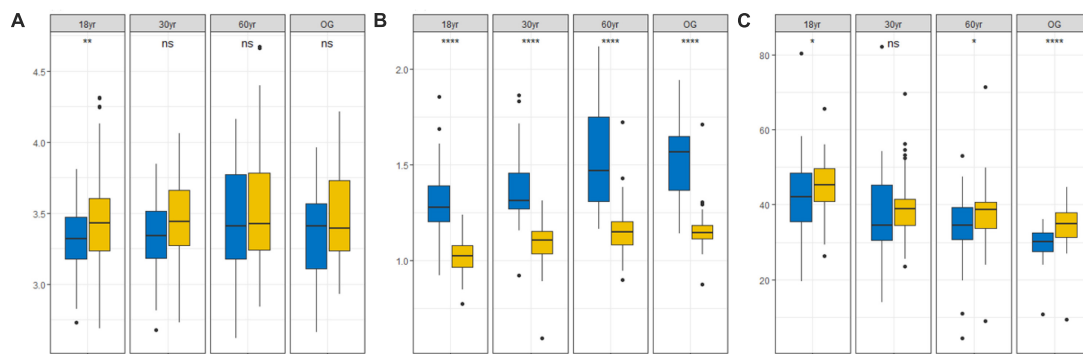 A
18yr 30yr 60yr OG
** ns ns ns
4.5
4.0
3.5
3.0
B
18yr 30yr 60yr OG
**** **** **** ****
2.0
1.5
1.0
C
18yr 30yr 60yr OG
* ns * ****
80
60
40
20